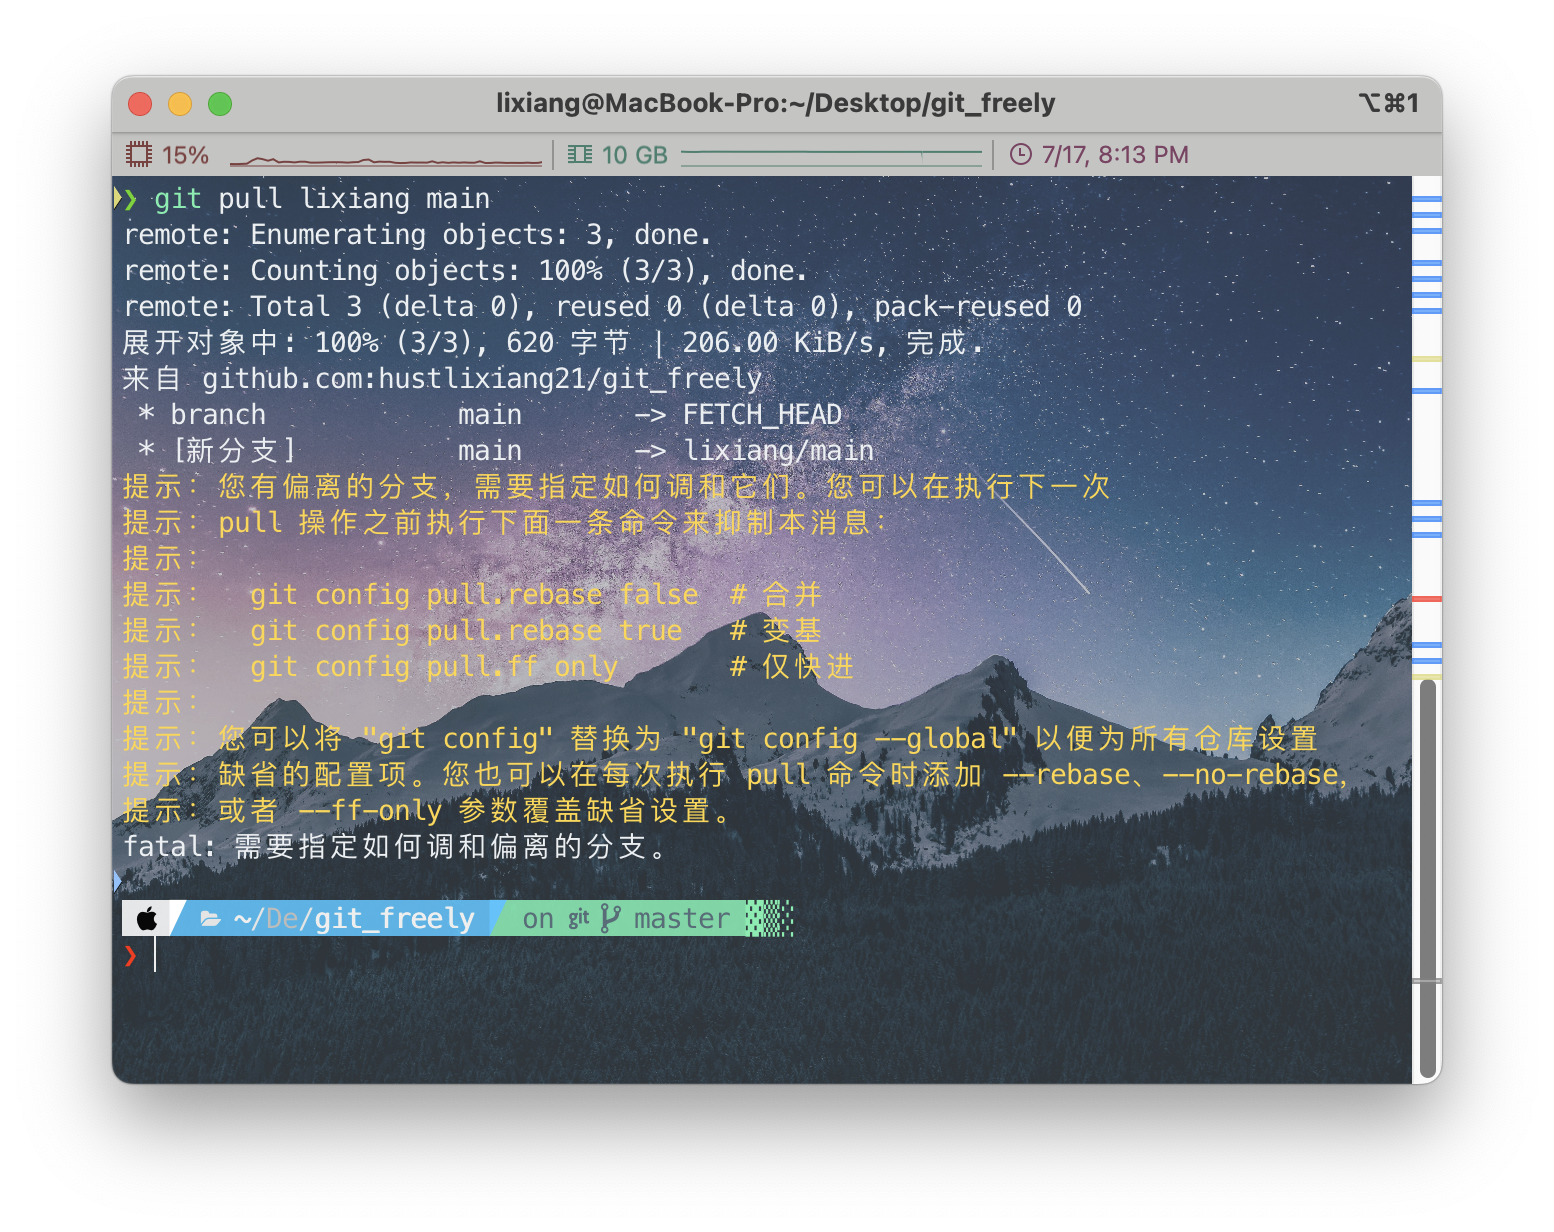 lixiang@MacBook-Pro:~/Desktop/git_freely ⌥⌘1
15% 10 GB 7/17, 8:13 PM
❯ git pull lixiang main
remote: Enumerating objects: 3, done.
remote: Counting objects: 100% (3/3), done.
remote: Total 3 (delta 0), reused 0 (delta 0), pack-reused 0
展开对象中: 100% (3/3), 620 字节 | 206.00 KiB/s, 完成.
来自 github.com:hustlixiang21/git_freely
 * branch            main       -> FETCH_HEAD
 * [新分支]          main       -> lixiang/main
提示：您有偏离的分支，需要指定如何调和它们。您可以在执行下一次
提示：pull 操作之前执行下面一条命令来抑制本消息：
提示：
提示：  git config pull.rebase false  # 合并
提示：  git config pull.rebase true   # 变基
提示：  git config pull.ff only       # 仅快进
提示：
提示：您可以将 "git config" 替换为 "git config --global" 以便为所有仓库设置
提示：缺省的配置项。您也可以在每次执行 pull 命令时添加 --rebase、--no-rebase，
提示：或者 --ff-only 参数覆盖缺省设置。
fatal: 需要指定如何调和偏离的分支。
~/De/git_freely on git master
❯